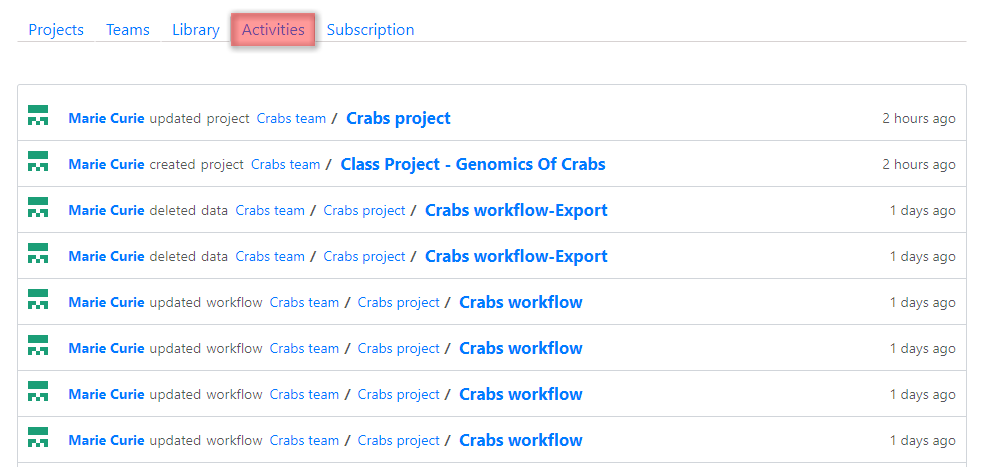 Projects Teams Library Activities Subscription
Marie Curie updated project Crabs team / Crabs project 2 hours ago
Marie Curie created project Crabs team / Class Project - Genomics Of Crabs 2 hours ago
Marie Curie deleted data Crabs team / Crabs project / Crabs workflow-Export 1 days ago
Marie Curie deleted data Crabs team / Crabs project / Crabs workflow-Export 1 days ago
Marie Curie updated workflow Crabs team / Crabs project / Crabs workflow 1 days ago
Marie Curie updated workflow Crabs team / Crabs project / Crabs workflow 1 days ago
Marie Curie updated workflow Crabs team / Crabs project / Crabs workflow 1 days ago
Marie Curie updated workflow Crabs team / Crabs project / Crabs workflow 1 days ago